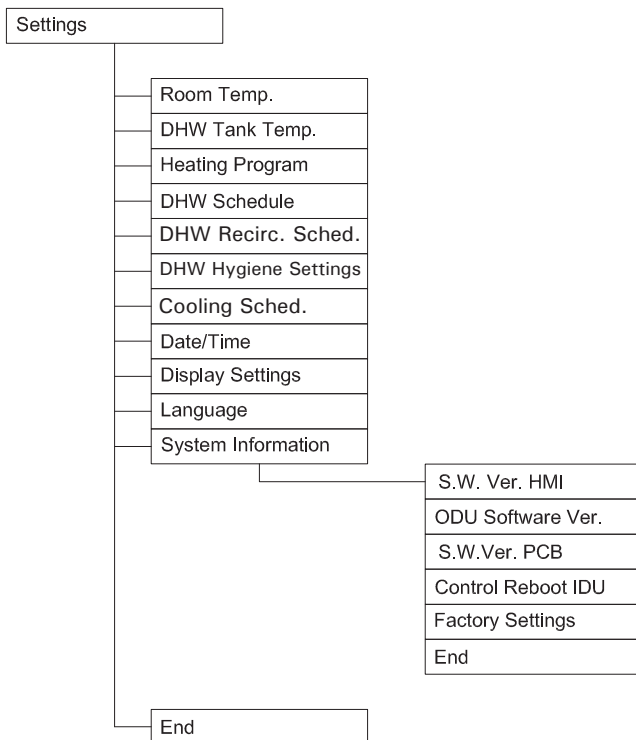 Settings
Room Temp.
DHW Tank Temp.
Heating Program
DHW Schedule
DHW Recirc. Sched.
DHW Hygiene Settings
Cooling Sched.
Date/Time
Display Settings
Language
System Information
S.W. Ver. HMI
ODU Software Ver.
S.W.Ver. PCB
Control Reboot IDU
Factory Settings
End
End